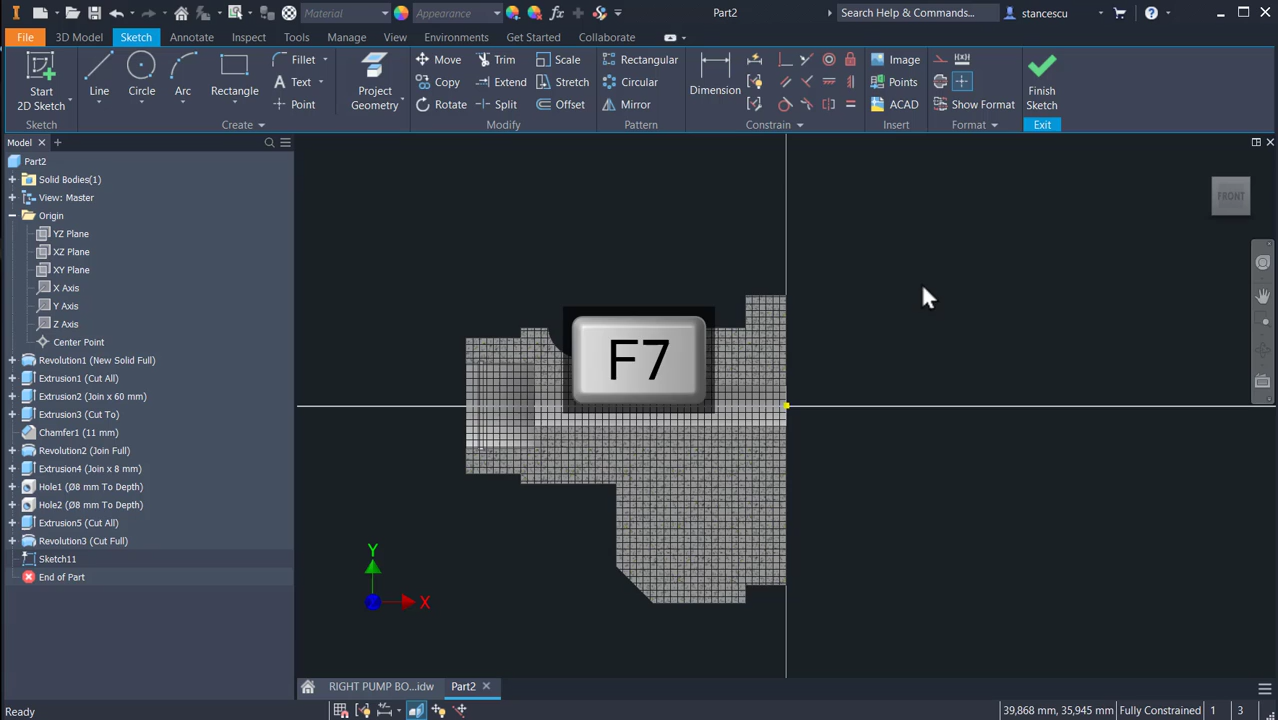 Material
Appearance
Part2
Search Help & Commands...
stancescu
File
3D Model
Sketch
Annotate
Inspect
Tools
Manage
View
Environments
Get Started
Collaborate
Start
2D Sketch
Line
Circle
Arc
Rectangle
Fillet
Text
Point
Project
Geometry
Move
Copy
Rotate
Trim
Extend
Split
Scale
Stretch
Offset
Rectangular
Circular
Mirror
Dimension
Image
Points
ACAD
Show Format
Finish
Sketch
Sketch
Create
Modify
Pattern
Constrain
Insert
Format
Exit
Model
Part2
Solid Bodies(1)
View: Master
Origin
YZ Plane
XZ Plane
XY Plane
X Axis
Y Axis
Z Axis
Center Point
Revolution1 (New Solid Full)
Extrusion1 (Cut All)
Extrusion2 (Join x 60 mm)
Extrusion3 (Cut To)
Chamfer1 (11 mm)
Revolution2 (Join Full)
Extrusion4 (Join x 8 mm)
Hole1 (Ø8 mm To Depth)
Hole2 (Ø8 mm To Depth)
Extrusion5 (Cut All)
Revolution3 (Cut Full)
Sketch11
End of Part
FRONT
F7
Y
X
RIGHT PUMP BO...idw
Part2
Ready
39,868 mm, 35,945 mm
Fully Constrained
1
3